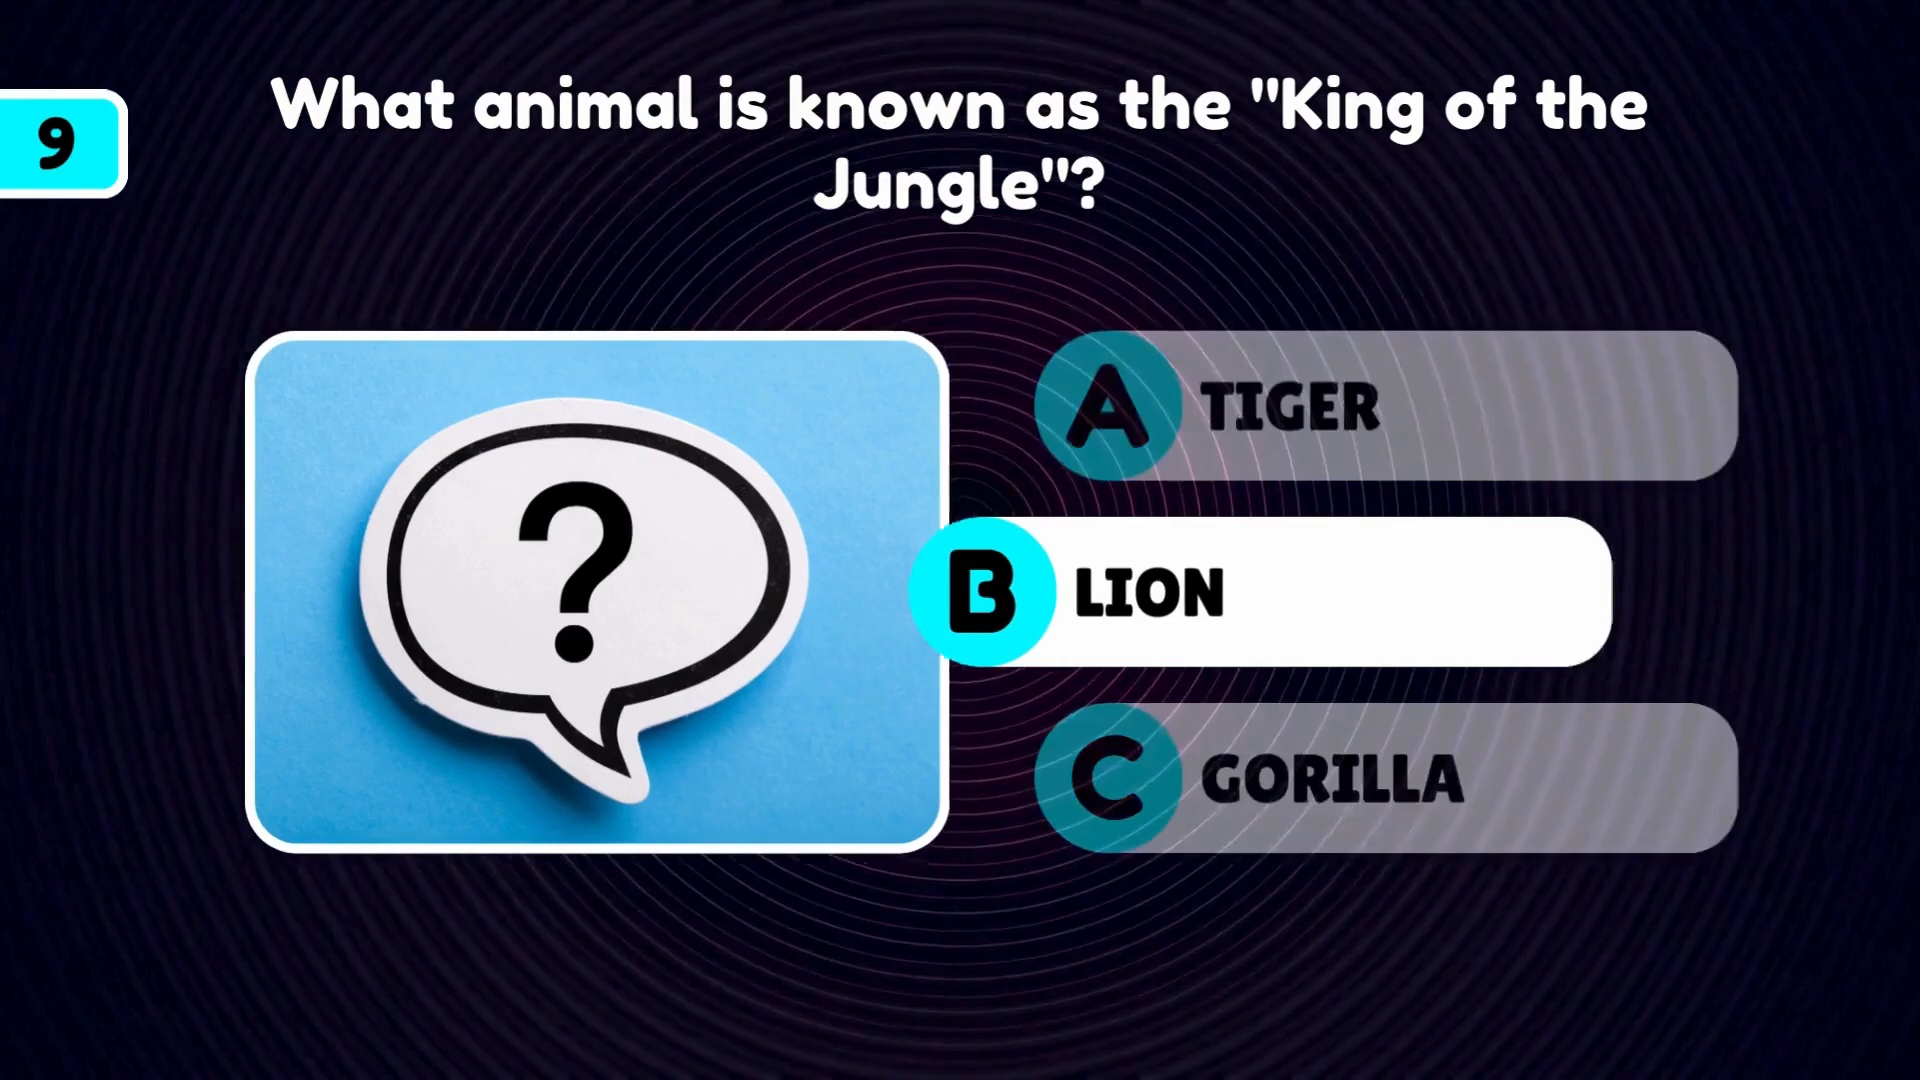 9
What animal is known as the "King of the
Jungle"?
?
A TIGER
B LION
C GORILLA